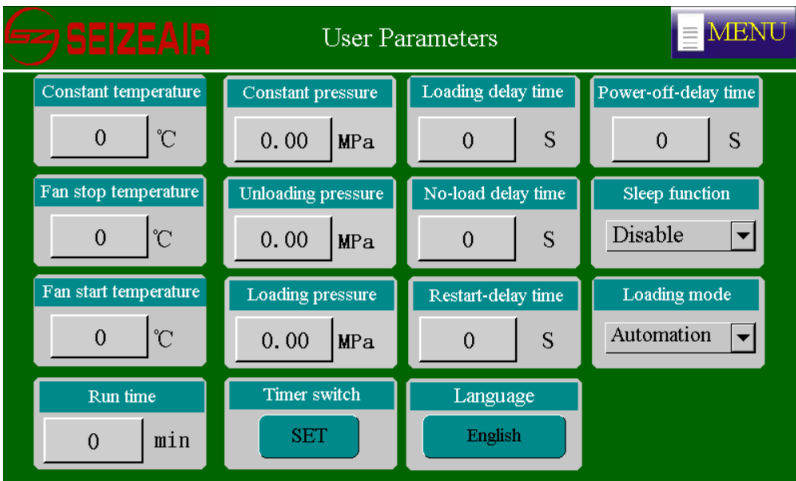 SEIZEAIR
User Parameters
MENU
Constant temperature
0 ℃
Constant pressure
0.00 MPa
Loading delay time
0 S
Power-off-delay time
0 S
Fan stop temperature
0 ℃
Unloading pressure
0.00 MPa
No-load delay time
0 S
Sleep function
Disable
Fan start temperature
0 ℃
Loading pressure
0.00 MPa
Restart-delay time
0 S
Loading mode
Automation
Run time
0 min
Timer switch
SET
Language
English